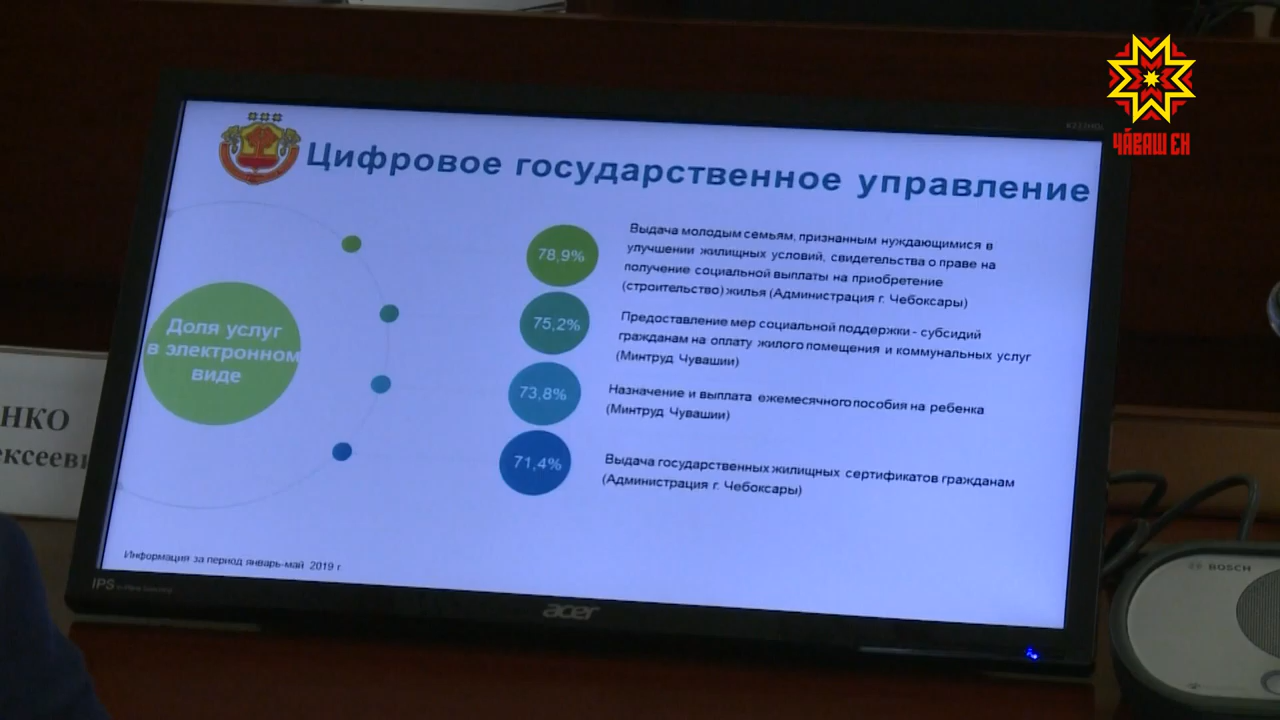 ЧӐВАШ ЕН
Цифровое государственное управление
Доля услуг
в электронном
виде
78,9%
Выдача молодым семьям, признанным нуждающимися в
улучшении жилищных условий, свидетельства о праве на
получение социальной выплаты на приобретение
(строительство) жилья (Администрация г. Чебоксары)
75,2%
Предоставление мер социальной поддержки - субсидий
гражданам на оплату жилого помещения и коммунальных услуг
(Минтруд Чувашии)
73,8%
Назначение и выплата ежемесячного пособия на ребенка
(Минтруд Чувашии)
71,4%
Выдача государственных жилищных сертификатов гражданам
(Администрация г. Чебоксары)
Информация за период январь-май 2019 г.
IPS
acer
BOSCH
НКО
ексееви